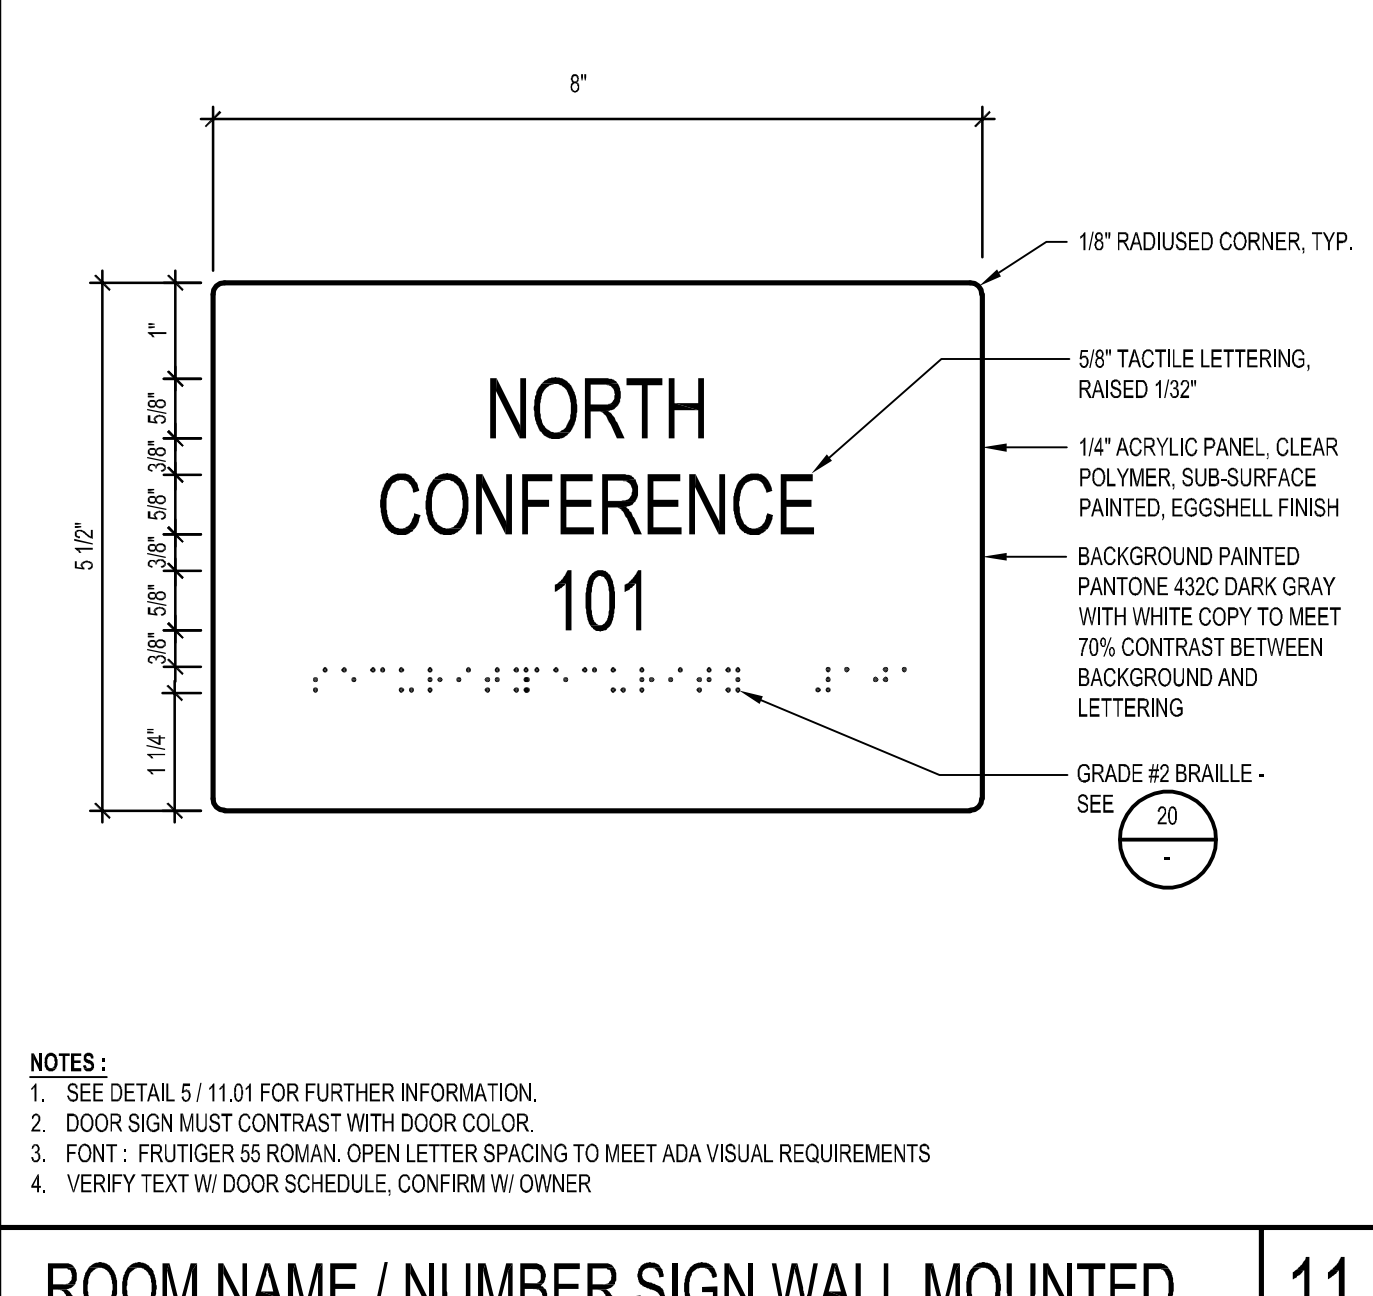 8"
1/8" RADIUSED CORNER, TYP.
1"
5/8" TACTILE LETTERING,
RAISED 1/32"
5/8"
NORTH
3/8"
1/4" ACRYLIC PANEL, CLEAR
POLYMER, SUB-SURFACE
PAINTED, EGGSHELL FINISH
5/8"
CONFERENCE
5 1/2"
3/8"
BACKGROUND PAINTED
PANTONE 432C DARK GRAY
WITH WHITE COPY TO MEET
70% CONTRAST BETWEEN
BACKGROUND AND
LETTERING
5/8"
101
3/8"
1 1/4"
GRADE #2 BRAILLE -
SEE
20
-
NOTES :
1. SEE DETAIL 5 / 11.01 FOR FURTHER INFORMATION.
2. DOOR SIGN MUST CONTRAST WITH DOOR COLOR.
3. FONT : FRUTIGER 55 ROMAN. OPEN LETTER SPACING TO MEET ADA VISUAL REQUIREMENTS
4. VERIFY TEXT W/ DOOR SCHEDULE, CONFIRM W/ OWNER
ROOM NAME / NUMBER SIGN WALL MOUNTED
11